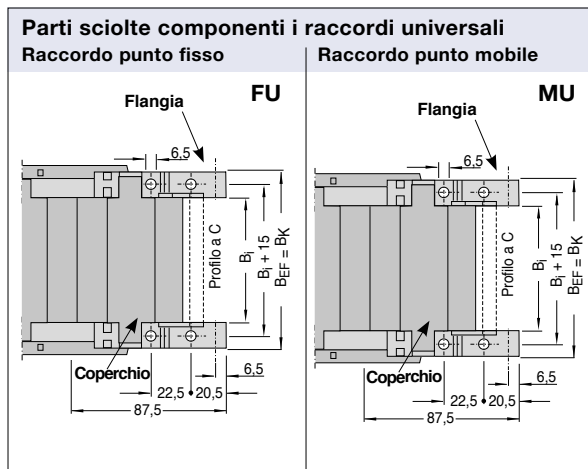 Parti sciolte componenti i raccordi universali
Raccordo punto fisso
FU
Flangia
6,5
Profilo a C
Bi
Bi + 15
BEF = BK
Coperchio
6,5
22,5
20,5
87,5
Raccordo punto mobile
MU
Flangia
6,5
Profilo a C
Bi
Bi + 15
BEF = BK
Coperchio
6,5
22,5
20,5
87,5